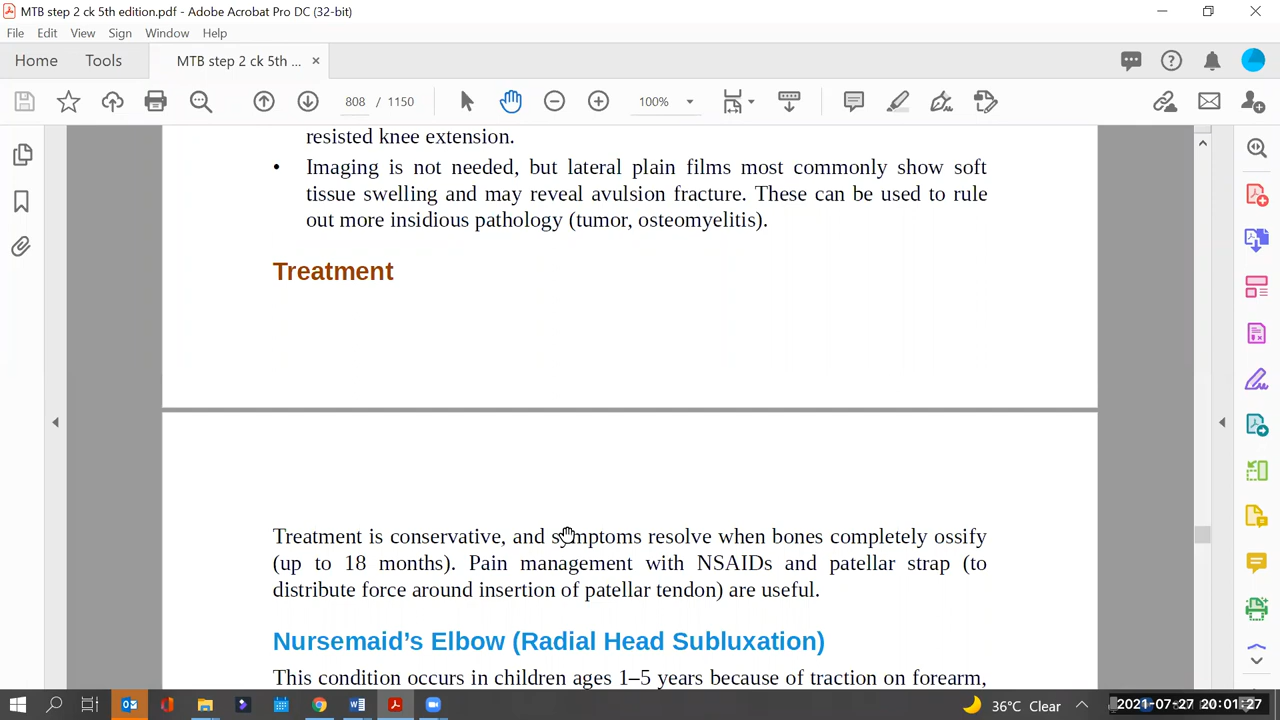 MTB step 2 ck 5th edition.pdf - Adobe Acrobat Pro DC (32-bit)
File Edit View Sign Window Help
Home Tools MTB step 2 ck 5th ... ×
808 / 1150 100%
resisted knee extension.
• Imaging is not needed, but lateral plain films most commonly show soft
tissue swelling and may reveal avulsion fracture. These can be used to rule
out more insidious pathology (tumor, osteomyelitis).
Treatment
Treatment is conservative, and symptoms resolve when bones completely ossify
(up to 18 months). Pain management with NSAIDs and patellar strap (to
distribute force around insertion of patellar tendon) are useful.
Nursemaid's Elbow (Radial Head Subluxation)
This condition occurs in children ages 1–5 years because of traction on forearm,
36°C Clear 2021-07-27 20:01:27